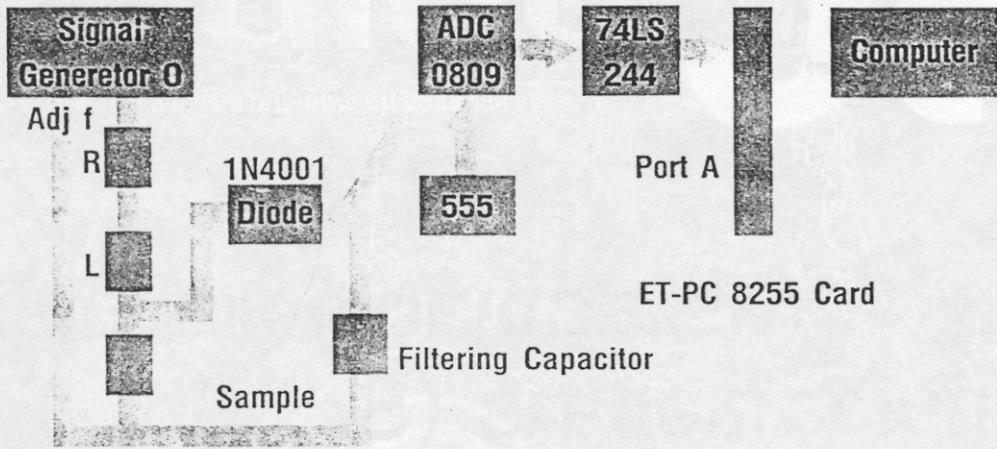 Signal
Generetor O
Adj f
R
L
1N4001
Diode
Sample
Filtering Capacitor
ADC
0809
555
74LS
244
Port A
ET-PC 8255 Card
Computer